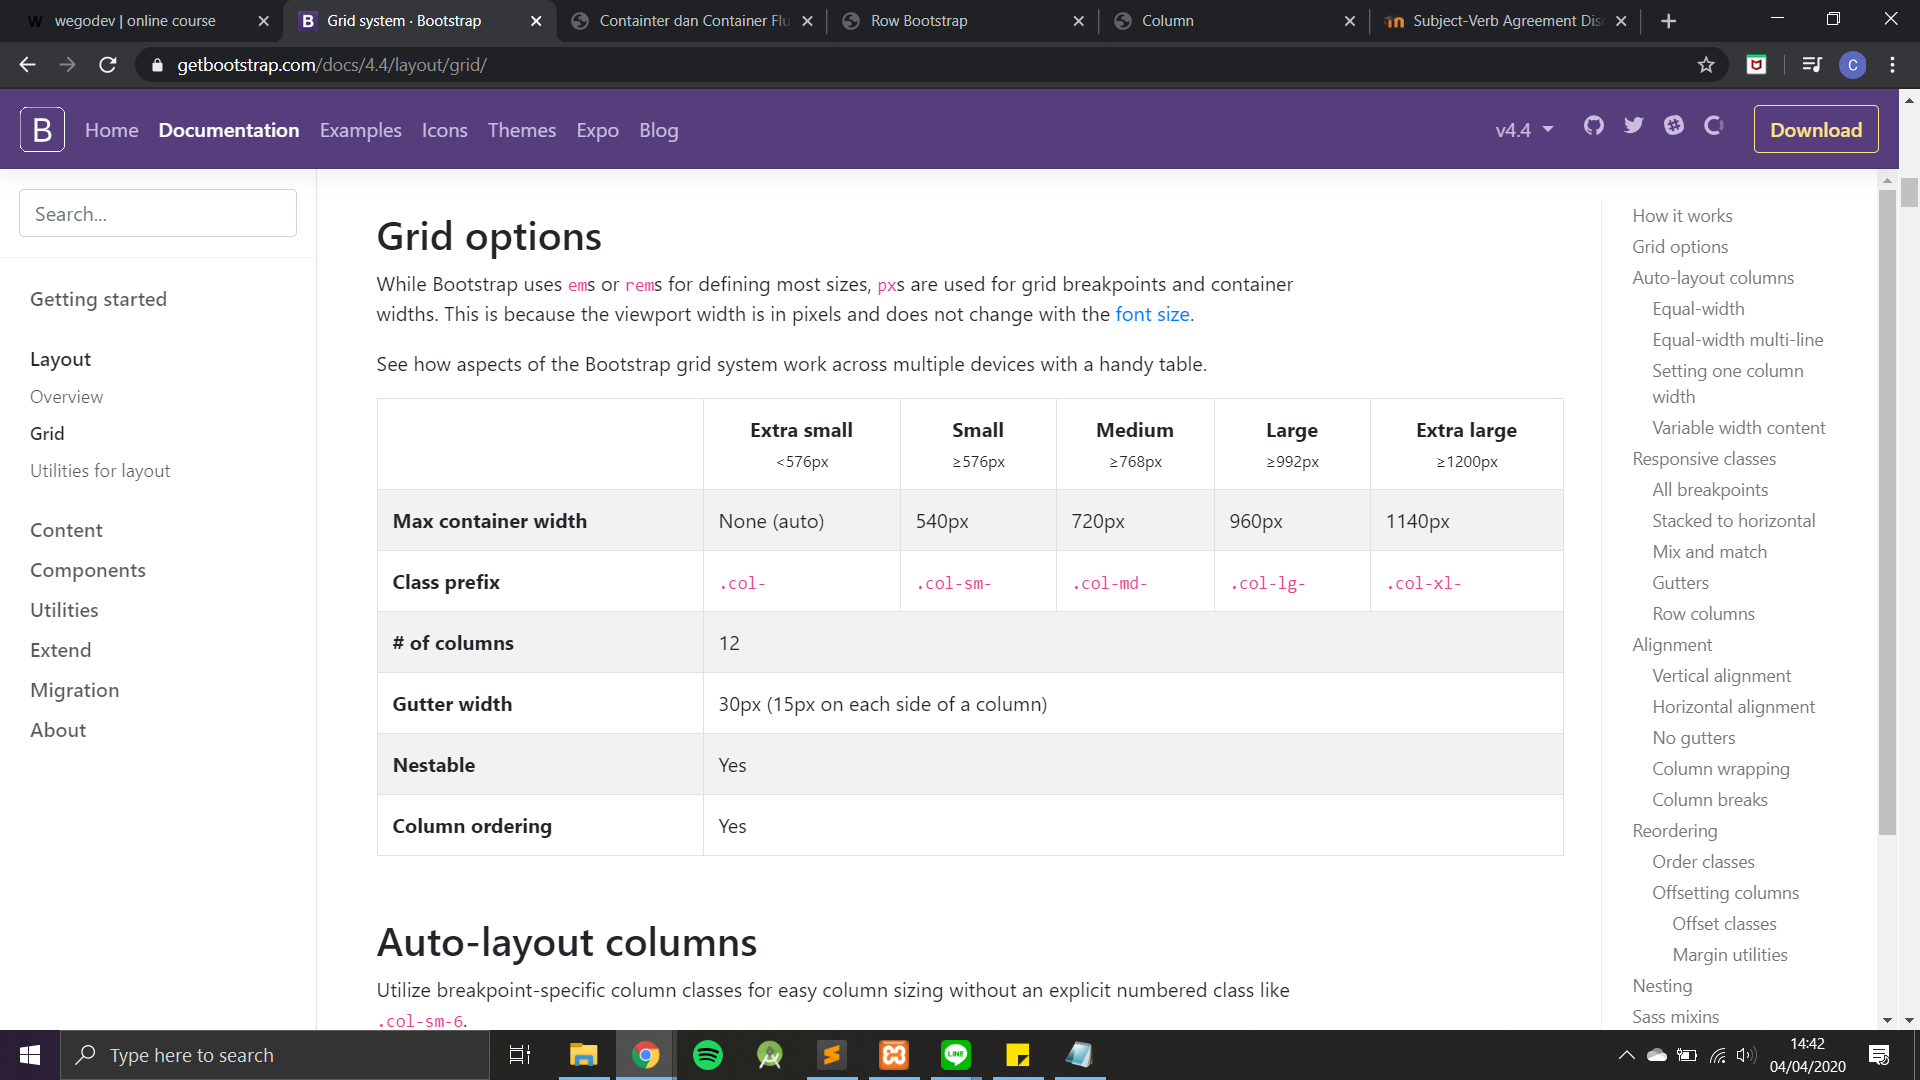 W wegodev | online course
B Grid system · Bootstrap
Containter dan Container Flu
Row Bootstrap
Column
Subject-Verb Agreement Disc
getbootstrap.com/docs/4.4/layout/grid/
C
B Home Documentation Examples Icons Themes Expo Blog
v4.4
Download
Search...
Getting started
Layout
Overview
Grid
Utilities for layout
Content
Components
Utilities
Extend
Migration
About
Grid options
While Bootstrap uses ems or rems for defining most sizes, pxs are used for grid breakpoints and container
widths. This is because the viewport width is in pixels and does not change with the font size.
See how aspects of the Bootstrap grid system work across multiple devices with a handy table.
Extra small Small Medium Large Extra large
<576px ≥576px ≥768px ≥992px ≥1200px
Max container width None (auto) 540px 720px 960px 1140px
Class prefix .col- .col-sm- .col-md- .col-lg- .col-xl-
# of columns 12
Gutter width 30px (15px on each side of a column)
Nestable Yes
Column ordering Yes
Auto-layout columns
Utilize breakpoint-specific column classes for easy column sizing without an explicit numbered class like
.col-sm-6.
How it works
Grid options
Auto-layout columns
Equal-width
Equal-width multi-line
Setting one column
width
Variable width content
Responsive classes
All breakpoints
Stacked to horizontal
Mix and match
Gutters
Row columns
Alignment
Vertical alignment
Horizontal alignment
No gutters
Column wrapping
Column breaks
Reordering
Order classes
Offsetting columns
Offset classes
Margin utilities
Nesting
Sass mixins
Type here to search
LINE
14:42
04/04/2020